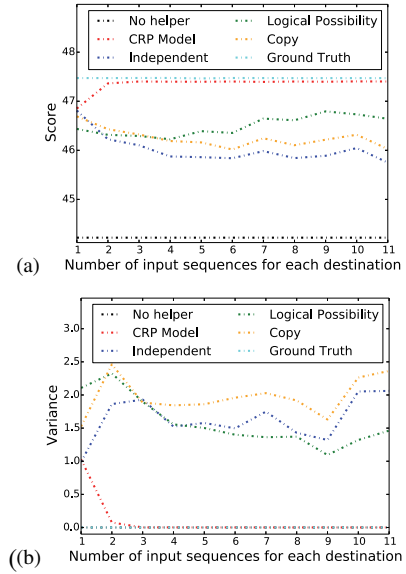 No helper
CRP Model
Independent
Logical Possibility
Copy
Ground Truth
48
47
46
45
Score
1 2 3 4 5 6 7 8 9 10 11
(a) Number of input sequences for each destination
No helper
CRP Model
Independent
Logical Possibility
Copy
Ground Truth
3.0
2.5
2.0
1.5
1.0
0.5
0.0
Variance
1 2 3 4 5 6 7 8 9 10 11
((b) Number of input sequences for each destination